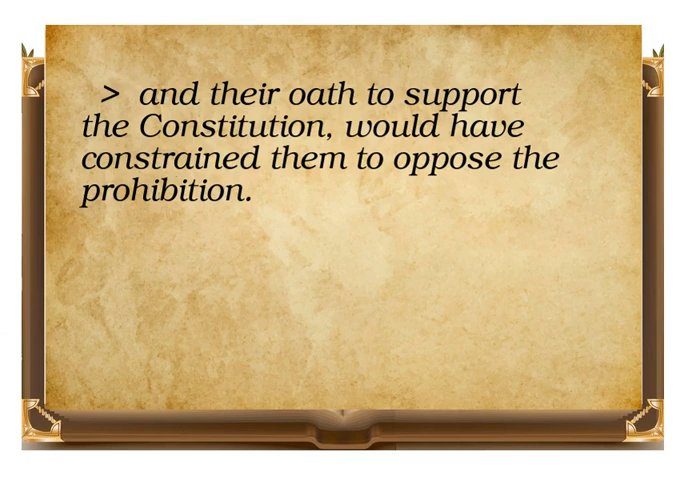 > and their oath to support
the Constitution, would have
constrained them to oppose the
prohibition.